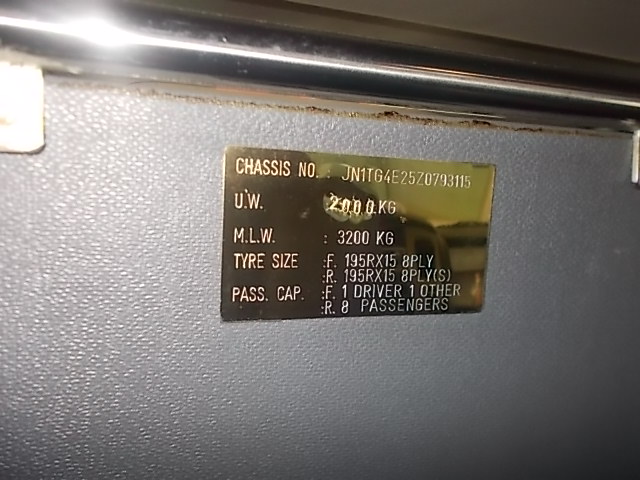 CHASSIS NO. : JN1TG4E25Z0793115
U.W. 2000 KG
M.L.W. : 3200 KG
TYRE SIZE :F. 195RX15 8PLY
:R. 195RX15 8PLY(S)
PASS. CAP. :F. 1 DRIVER 1 OTHER
:R. 8 PASSENGERS